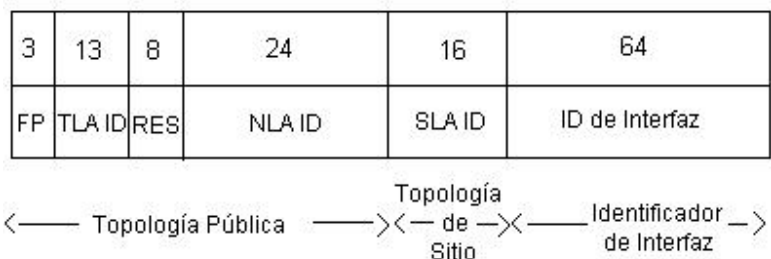 3 13 8 24 16 64
FP TLA ID RES NLA ID SLA ID ID de Interfaz
Topología Pública
Topología
de
Sitio
Identificador
de Interfaz